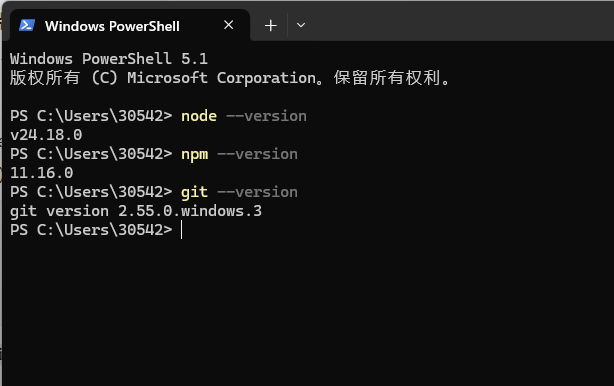 Windows PowerShell
Windows PowerShell 5.1
版权所有 (C) Microsoft Corporation。保留所有权利。
PS C:\Users\30542> node --version
v24.18.0
PS C:\Users\30542> npm --version
11.16.0
PS C:\Users\30542> git --version
git version 2.55.0.windows.3
PS C:\Users\30542>